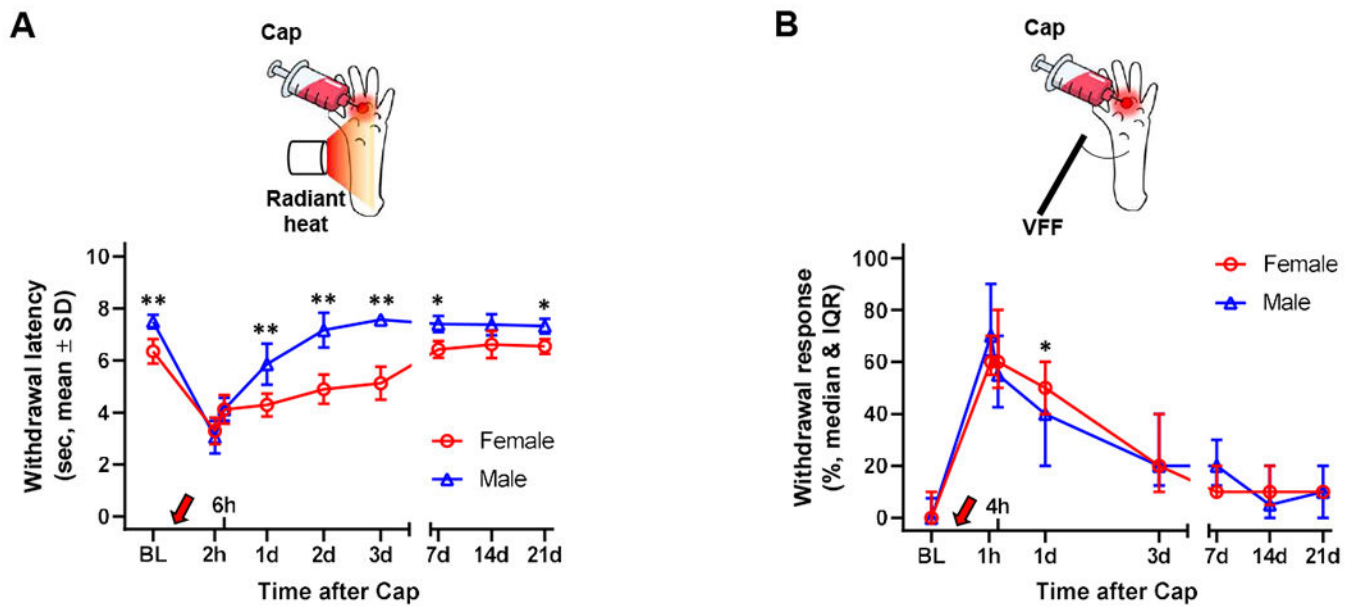 A
Cap
Radiant
heat
Withdrawal latency
(sec, mean ± SD)
10
8
6
4
2
0
**
**
**
**
*
*
Female
Male
6h
BL 2h 1d 2d 3d 7d 14d 21d
Time after Cap
B
Cap
VFF
Withdrawal response
(%, median & IQR)
100
80
60
40
20
0
*
Female
Male
4h
BL 1h 1d 3d 7d 14d 21d
Time after Cap